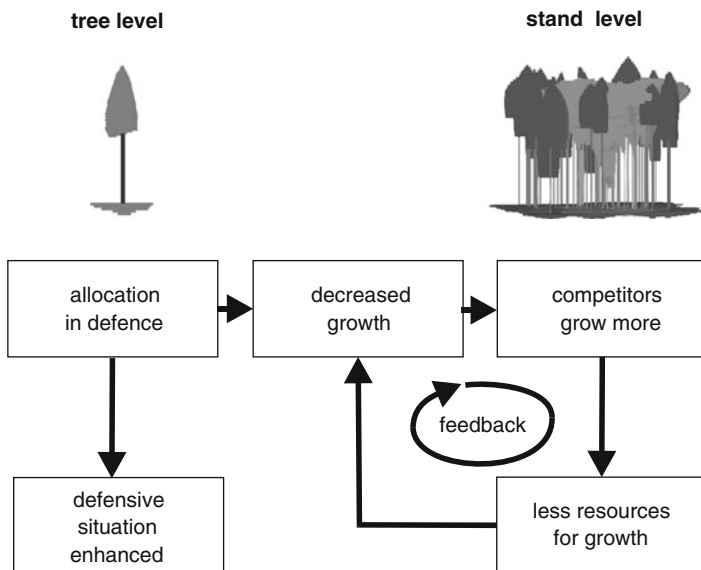 tree level
stand level
allocation
in defence
decreased
growth
competitors
grow more
feedback
defensive
situation
enhanced
less resources
for growth